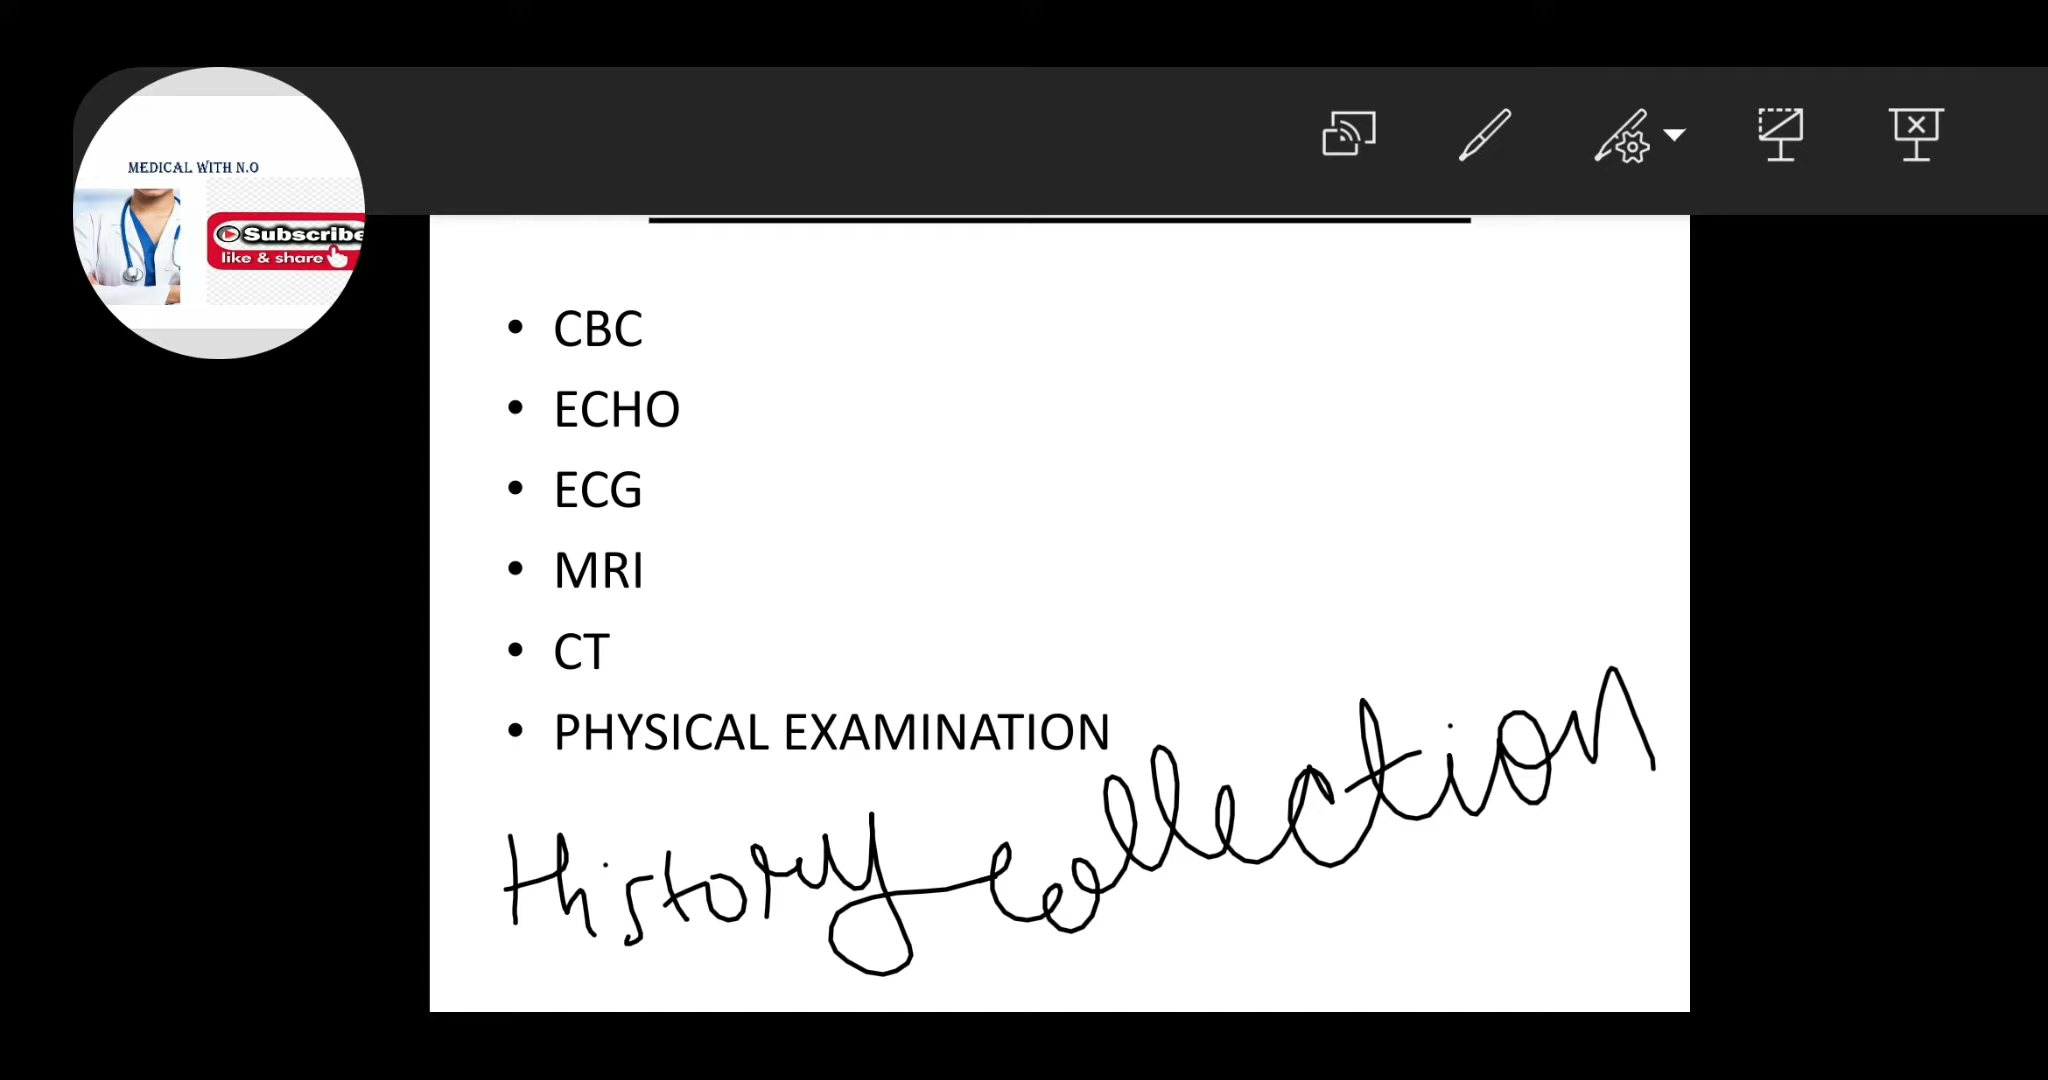 MEDICAL WITH N.O
Subscribe
like & share
• CBC
• ECHO
• ECG
• MRI
• CT
• PHYSICAL EXAMINATION
History collection